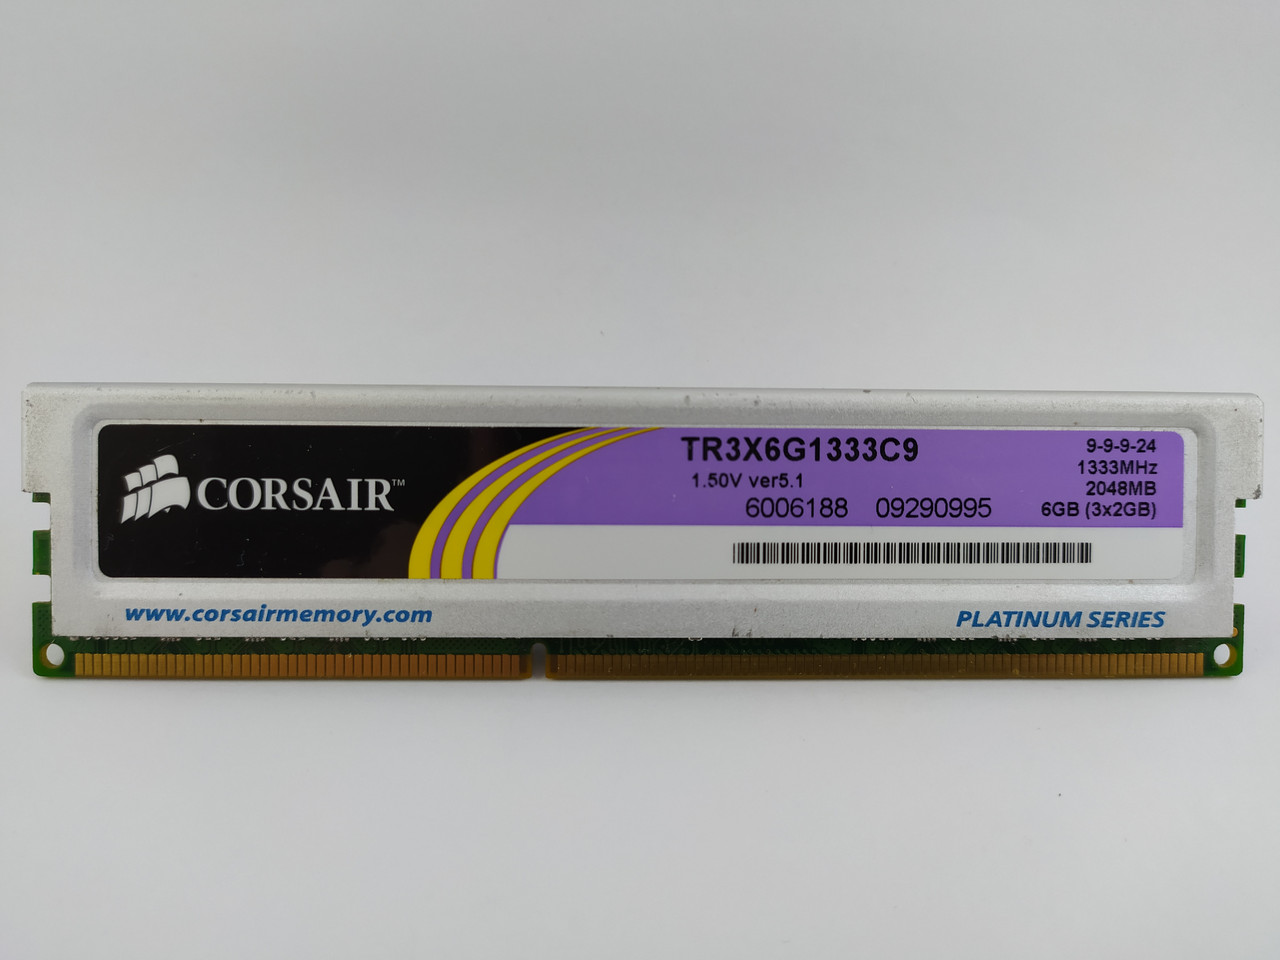 CORSAIR™
TR3X6G1333C9
1.50V ver5.1
6006188 09290995
9-9-9-24
1333MHz
2048MB
6GB (3x2GB)
www.corsairmemory.com
PLATINUM SERIES